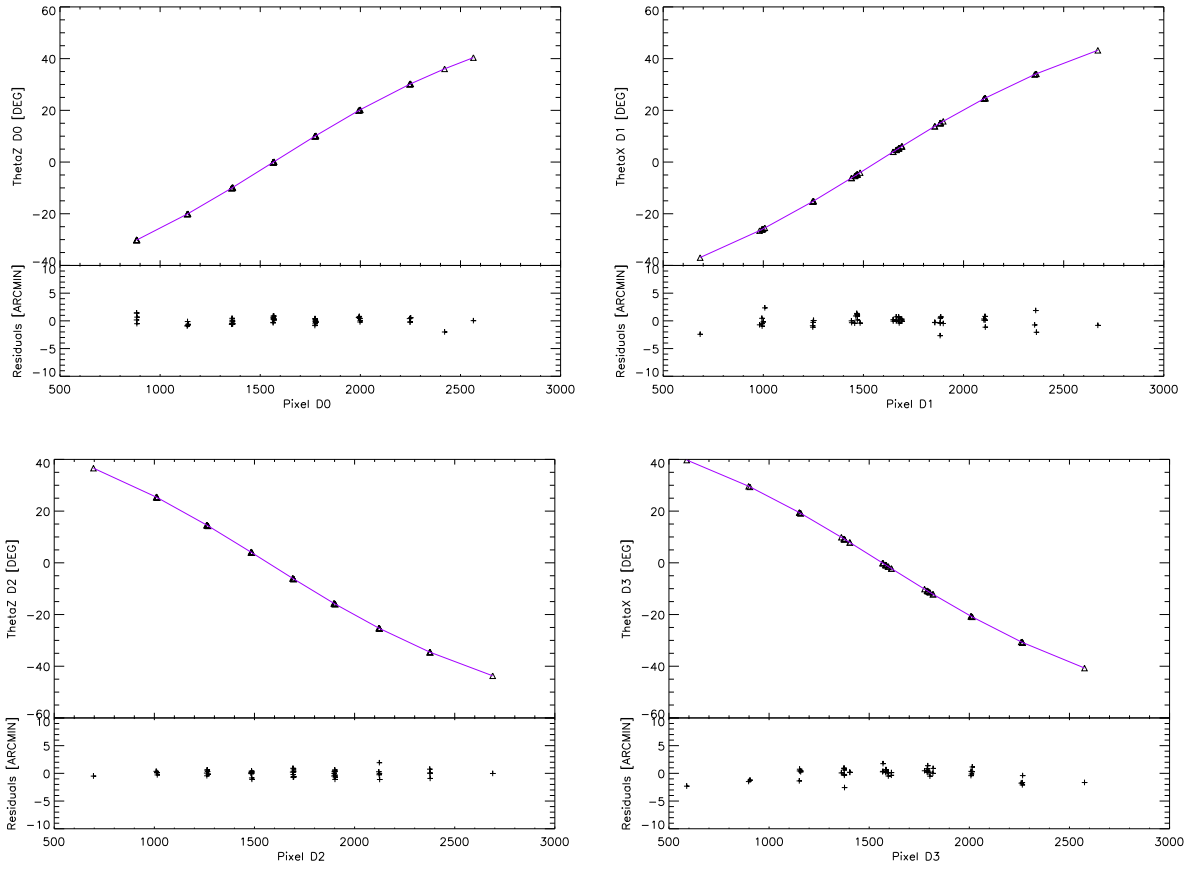 60
40
20
0
−20
−40
ThetaZ D0 [DEG]
10
5
0
−5
−10
Residuals [ARCMIN]
500 1000 1500 2000 2500 3000
Pixel D0
60
40
20
0
−20
−40
ThetaX D1 [DEG]
10
5
0
−5
−10
Residuals [ARCMIN]
500 1000 1500 2000 2500 3000
Pixel D1
40
20
0
−20
−40
−60
ThetaZ D2 [DEG]
10
5
0
−5
−10
Residuals [ARCMIN]
500 1000 1500 2000 2500 3000
Pixel D2
40
20
0
−20
−40
−60
ThetaX D3 [DEG]
10
5
0
−5
−10
Residuals [ARCMIN]
500 1000 1500 2000 2500 3000
Pixel D3